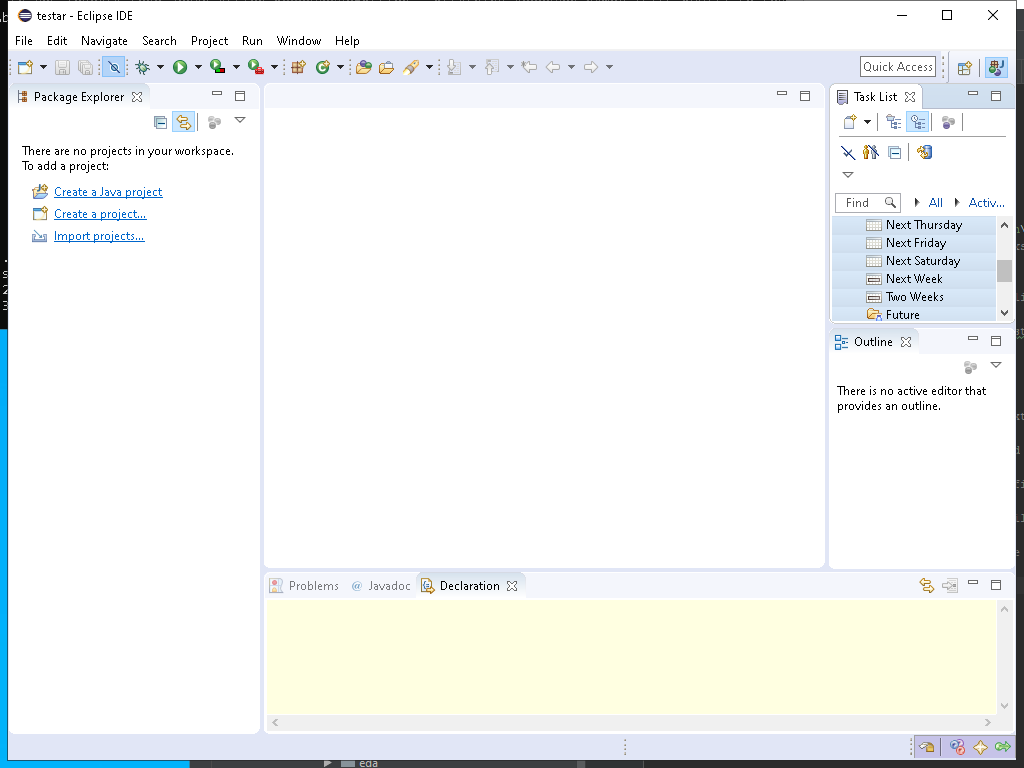 testar - Eclipse IDE
File Edit Navigate Search Project Run Window Help
Quick Access
Package Explorer
There are no projects in your workspace.
To add a project:
Create a Java project
Create a project...
Import projects...
Task List
Find All Activ...
Next Thursday
Next Friday
Next Saturday
Next Week
Two Weeks
Future
Outline
There is no active editor that
provides an outline.
Problems @ Javadoc Declaration
eda